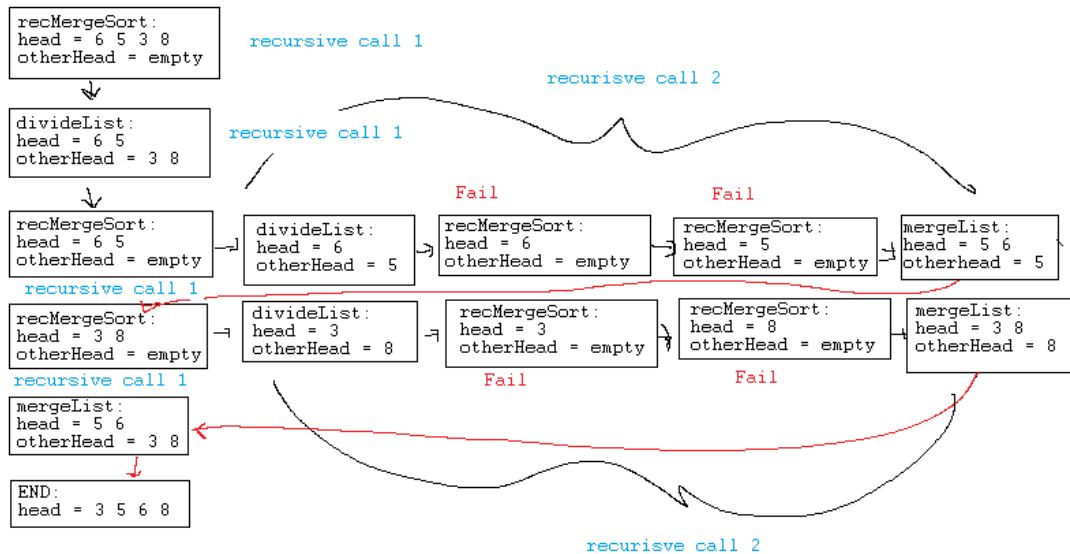 recMergeSort:
head = 6 5 3 8
otherHead = empty
recursive call 1
recurisve call 2
divideList:
head = 6 5
otherHead = 3 8
recursive call 1
Fail
Fail
recMergeSort:
head = 6 5
otherHead = empty
divideList:
head = 6
otherHead = 5
recMergeSort:
head = 6
otherHead = empty
recMergeSort:
head = 5
otherHead = empty
mergeList:
head = 5 6
otherhead = 5
recursive call 1
recMergeSort:
head = 3 8
otherHead = empty
divideList:
head = 3
otherHead = 8
recMergeSort:
head = 3
otherHead = empty
recMergeSort:
head = 8
otherHead = empty
mergeList:
head = 3 8
otherHead = 8
recursive call 1
Fail
Fail
mergeList:
head = 5 6
otherHead = 3 8
END:
head = 3 5 6 8
recurisve call 2